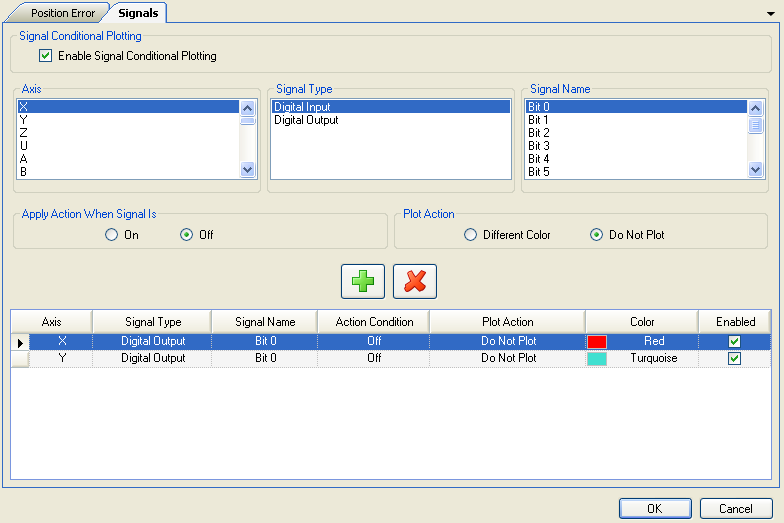 Position Error Signals
Signal Conditional Plotting
Enable Signal Conditional Plotting
Axis Signal Type Signal Name
X Digital Input Bit 0
Y Digital Output Bit 1
Z Bit 2
U Bit 3
A Bit 4
B Bit 5
Apply Action When Signal Is Plot Action
On Off Different Color Do Not Plot
Axis Signal Type Signal Name Action Condition Plot Action Color Enabled
X Digital Output Bit 0 Off Do Not Plot Red
Y Digital Output Bit 0 Off Do Not Plot Turquoise
OK Cancel